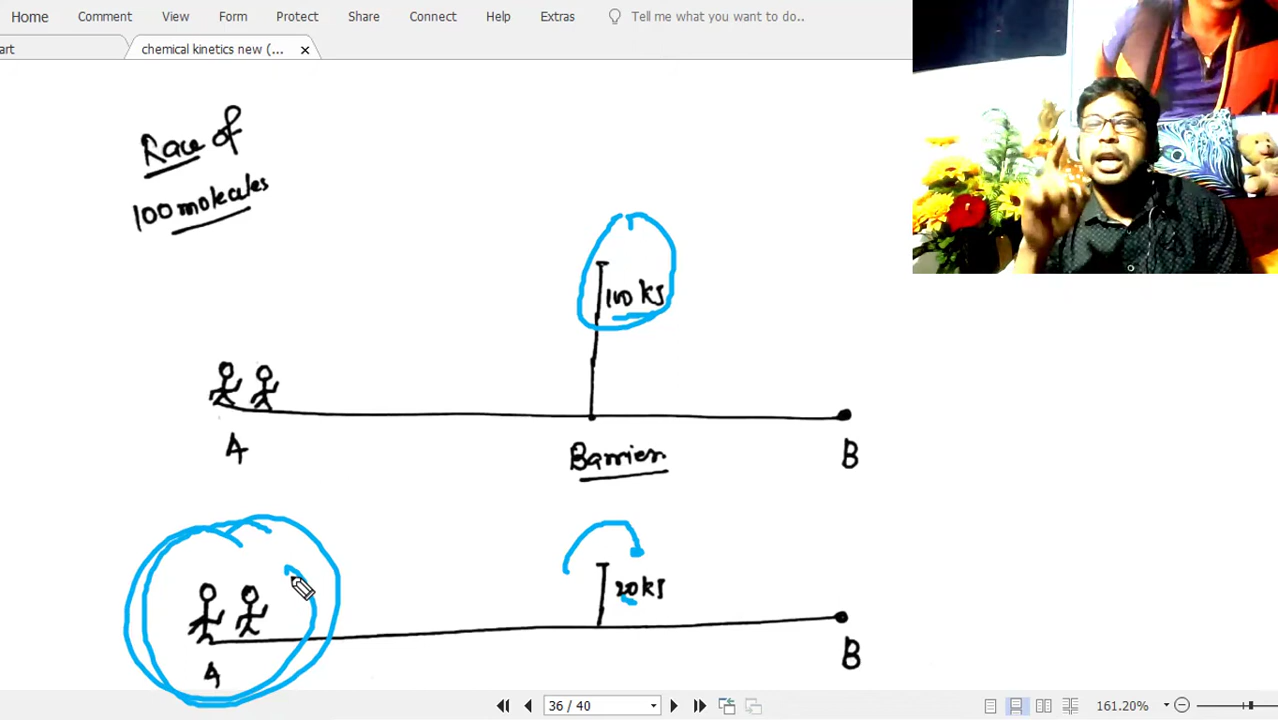 Home Comment View Form Protect Share Connect Help Extras Tell me what you want to do..
art chemical kinetics new (... ×
Race of
100 molecules
100 kJ
A
Barrier
B
20 kJ
A
B
36 / 40
161.20%